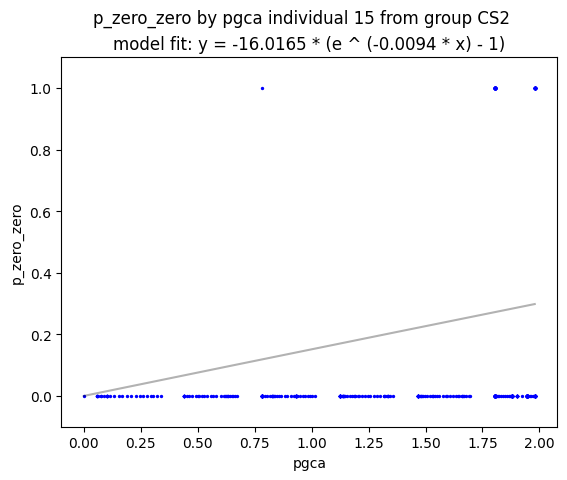 p_zero_zero by pgca individual 15 from group CS2
model fit: y = -16.0165 * (e ^ (-0.0094 * x) - 1)
1.0
0.8
0.6
0.4
0.2
0.0
p_zero_zero
0.00 0.25 0.50 0.75 1.00 1.25 1.50 1.75 2.00
pgca